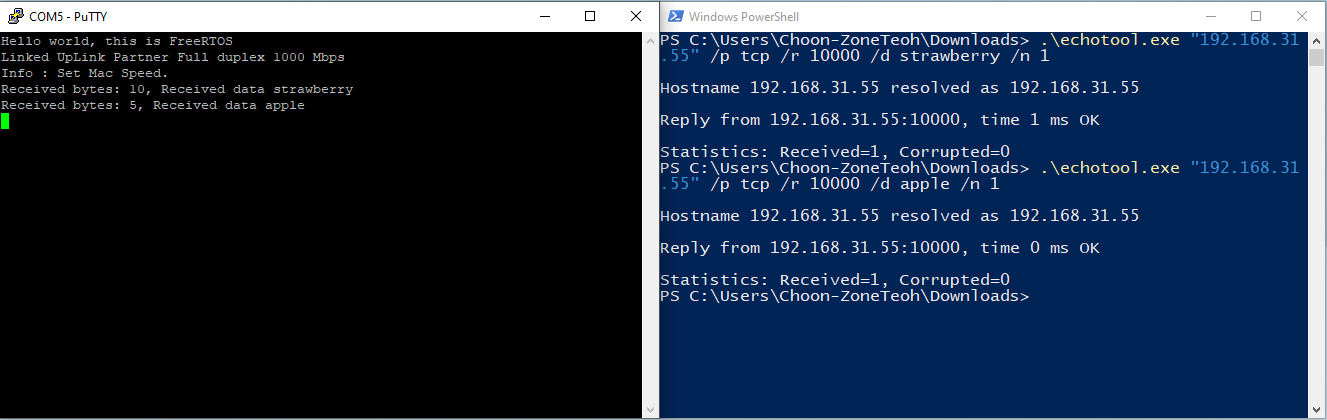 COM5 - PuTTY
Hello world, this is FreeRTOS
Linked UpLink Partner Full duplex 1000 Mbps
Info : Set Mac Speed.
Received bytes: 10, Received data strawberry
Received bytes: 5, Received data apple
Windows PowerShell
PS C:\Users\Choon-ZoneTeoh\Downloads> .\echotool.exe "192.168.31
.55" /p tcp /r 10000 /d strawberry /n 1
Hostname 192.168.31.55 resolved as 192.168.31.55
Reply from 192.168.31.55:10000, time 1 ms OK
Statistics: Received=1, Corrupted=0
PS C:\Users\Choon-ZoneTeoh\Downloads> .\echotool.exe "192.168.31
.55" /p tcp /r 10000 /d apple /n 1
Hostname 192.168.31.55 resolved as 192.168.31.55
Reply from 192.168.31.55:10000, time 0 ms OK
Statistics: Received=1, Corrupted=0
PS C:\Users\Choon-ZoneTeoh\Downloads>